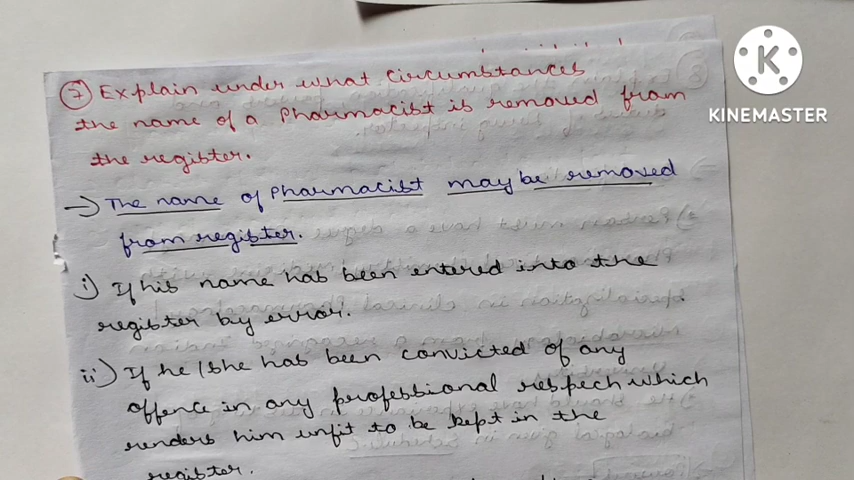 K
KINEMASTER
7 Explain under what circumstances
the name of a Pharmacist is removed from
the register.
→ The name of Pharmacist may be removed
from register.
i) If his name has been entered into the
register by error.
ii) If he/she has been convicted of any
offence in any professional respech which
renders him unfit to be kept in the
register.